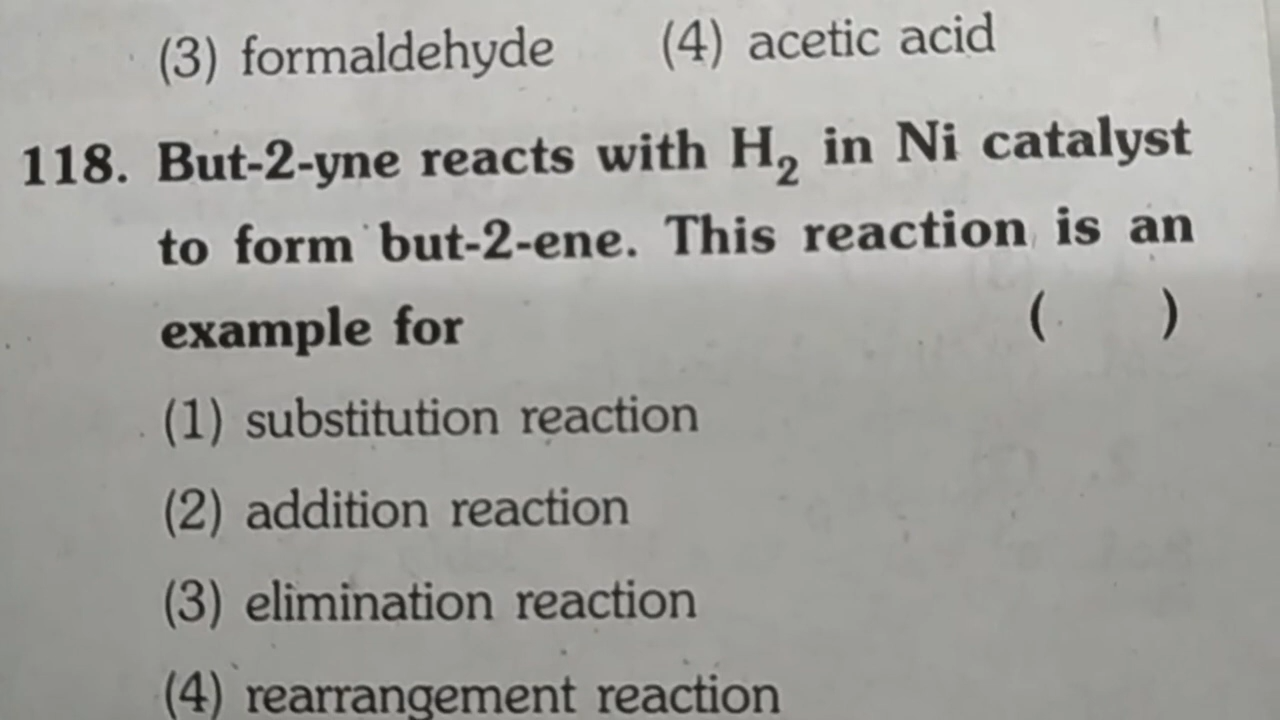 (3) formaldehyde (4) acetic acid
118. But-2-yne reacts with H₂ in Ni catalyst
to form but-2-ene. This reaction is an
example for ( )
(1) substitution reaction
(2) addition reaction
(3) elimination reaction
(4) rearrangement reaction